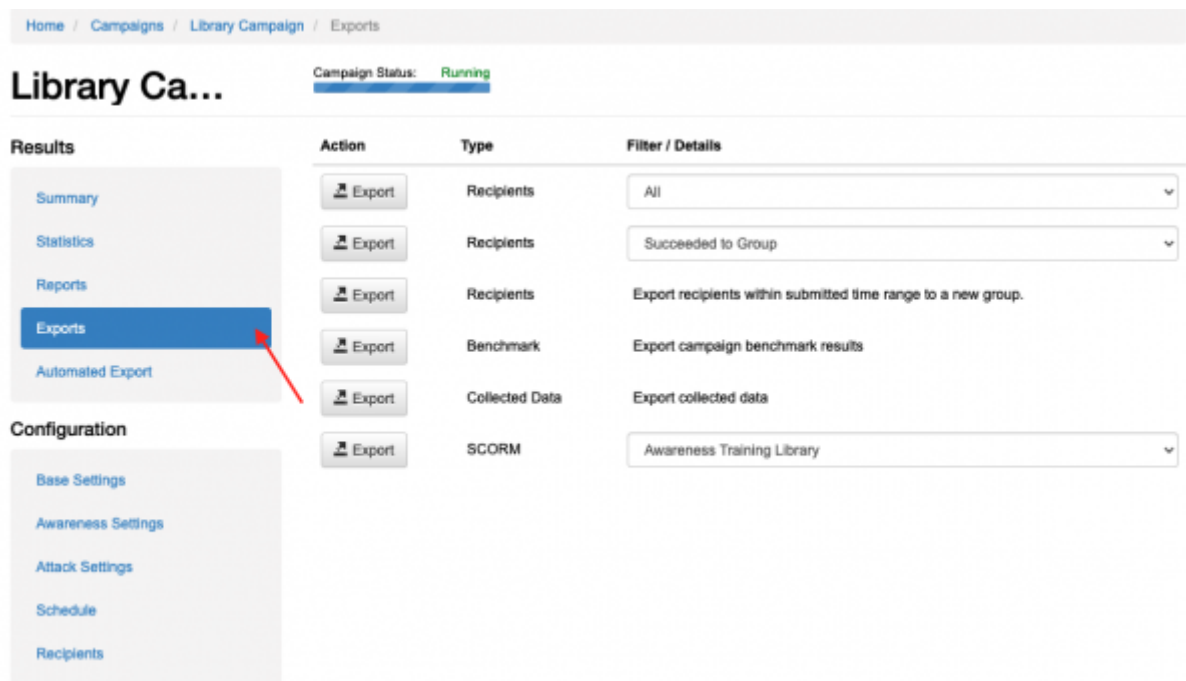 Home / Campaigns / Library Campaign / Exports
Library Ca...
Campaign Status: Running
Results
Summary
Statistics
Reports
Exports
Automated Export
Configuration
Base Settings
Awareness Settings
Attack Settings
Schedule
Recipients
Action Type Filter / Details
Export Recipients All
Export Recipients Succeeded to Group
Export Recipients Export recipients within submitted time range to a new group.
Export Benchmark Export campaign benchmark results
Export Collected Data Export collected data
Export SCORM Awareness Training Library